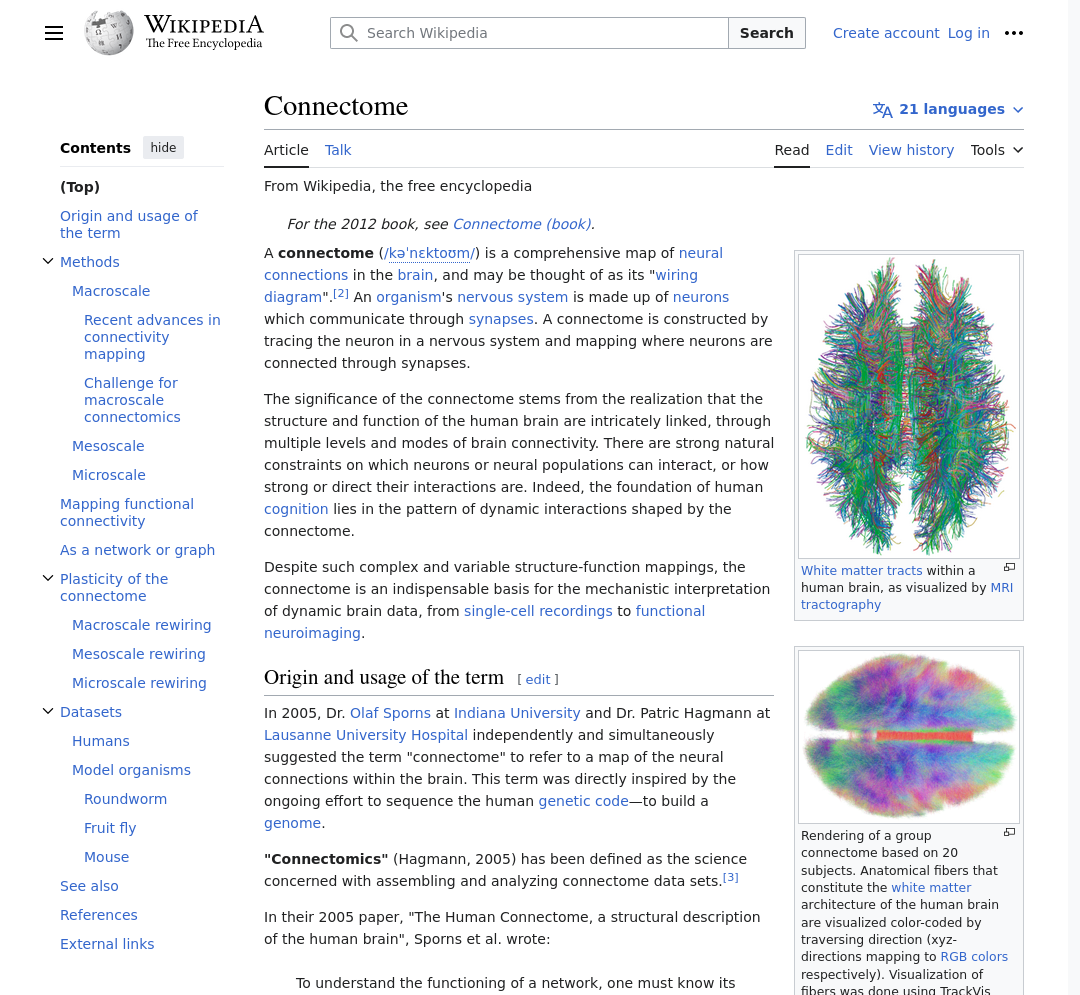 WIKIPEDIA
The Free Encyclopedia
Search Wikipedia
Search
Create account Log in
Connectome
21 languages
Article Talk
Read Edit View history Tools
Contents hide
(Top)
Origin and usage of
the term
Methods
Macroscale
Recent advances in
connectivity
mapping
Challenge for
macroscale
connectomics
Mesoscale
Microscale
Mapping functional
connectivity
As a network or graph
Plasticity of the
connectome
Macroscale rewiring
Mesoscale rewiring
Microscale rewiring
Datasets
Humans
Model organisms
Roundworm
Fruit fly
Mouse
See also
References
External links
From Wikipedia, the free encyclopedia
For the 2012 book, see Connectome (book).
A connectome (/kəˈnɛktoʊm/) is a comprehensive map of neural
connections in the brain, and may be thought of as its "wiring
diagram".[2] An organism's nervous system is made up of neurons
which communicate through synapses. A connectome is constructed by
tracing the neuron in a nervous system and mapping where neurons are
connected through synapses.
The significance of the connectome stems from the realization that the
structure and function of the human brain are intricately linked, through
multiple levels and modes of brain connectivity. There are strong natural
constraints on which neurons or neural populations can interact, or how
strong or direct their interactions are. Indeed, the foundation of human
cognition lies in the pattern of dynamic interactions shaped by the
connectome.
Despite such complex and variable structure-function mappings, the
connectome is an indispensable basis for the mechanistic interpretation
of dynamic brain data, from single-cell recordings to functional
neuroimaging.
Origin and usage of the term [ edit ]
In 2005, Dr. Olaf Sporns at Indiana University and Dr. Patric Hagmann at
Lausanne University Hospital independently and simultaneously
suggested the term "connectome" to refer to a map of the neural
connections within the brain. This term was directly inspired by the
ongoing effort to sequence the human genetic code—to build a
genome.
"Connectomics" (Hagmann, 2005) has been defined as the science
concerned with assembling and analyzing connectome data sets.[3]
In their 2005 paper, "The Human Connectome, a structural description
of the human brain", Sporns et al. wrote:
To understand the functioning of a network, one must know its
White matter tracts within a
human brain, as visualized by MRI
tractography
Rendering of a group
connectome based on 20
subjects. Anatomical fibers that
constitute the white matter
architecture of the human brain
are visualized color-coded by
traversing direction (xyz-
directions mapping to RGB colors
respectively). Visualization of
fibers was done using TrackVis